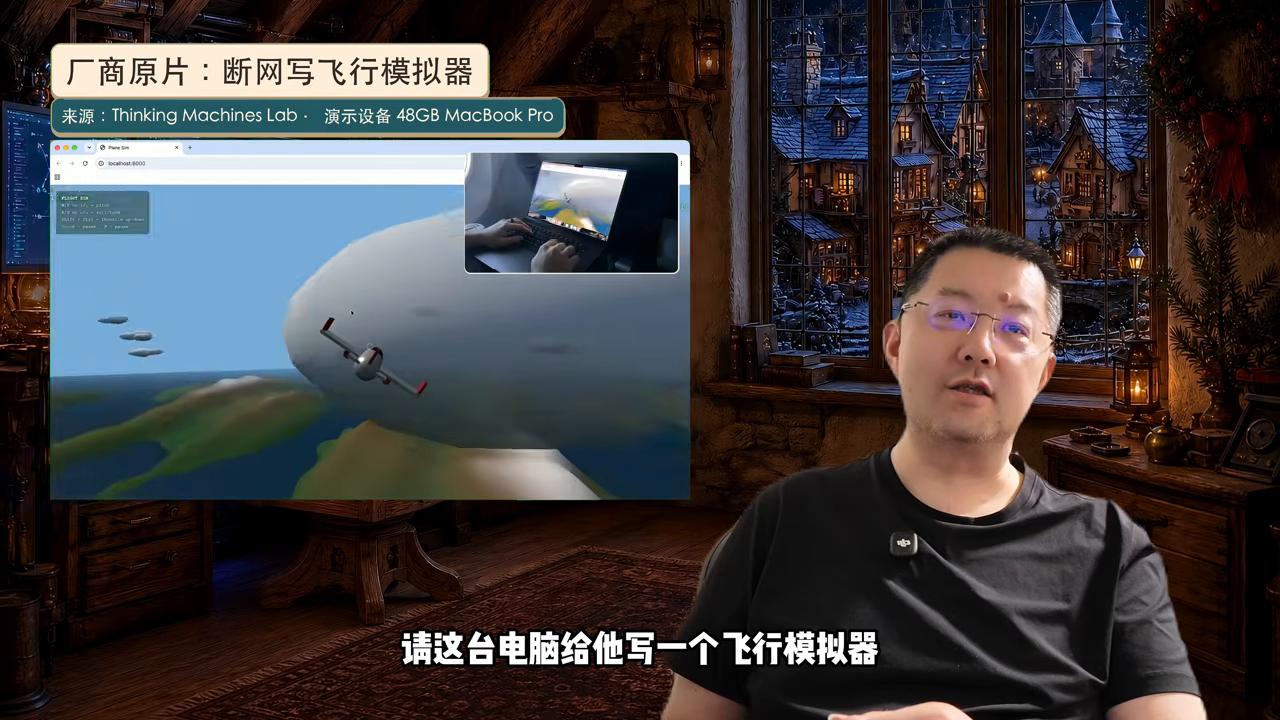 厂商原片：断网写飞行模拟器
来源：Thinking Machines Lab · 演示设备 48GB MacBook Pro
Plane Sim
localhost:8000
FLIGHT SIM
请这台电脑给他写一个飞行模拟器